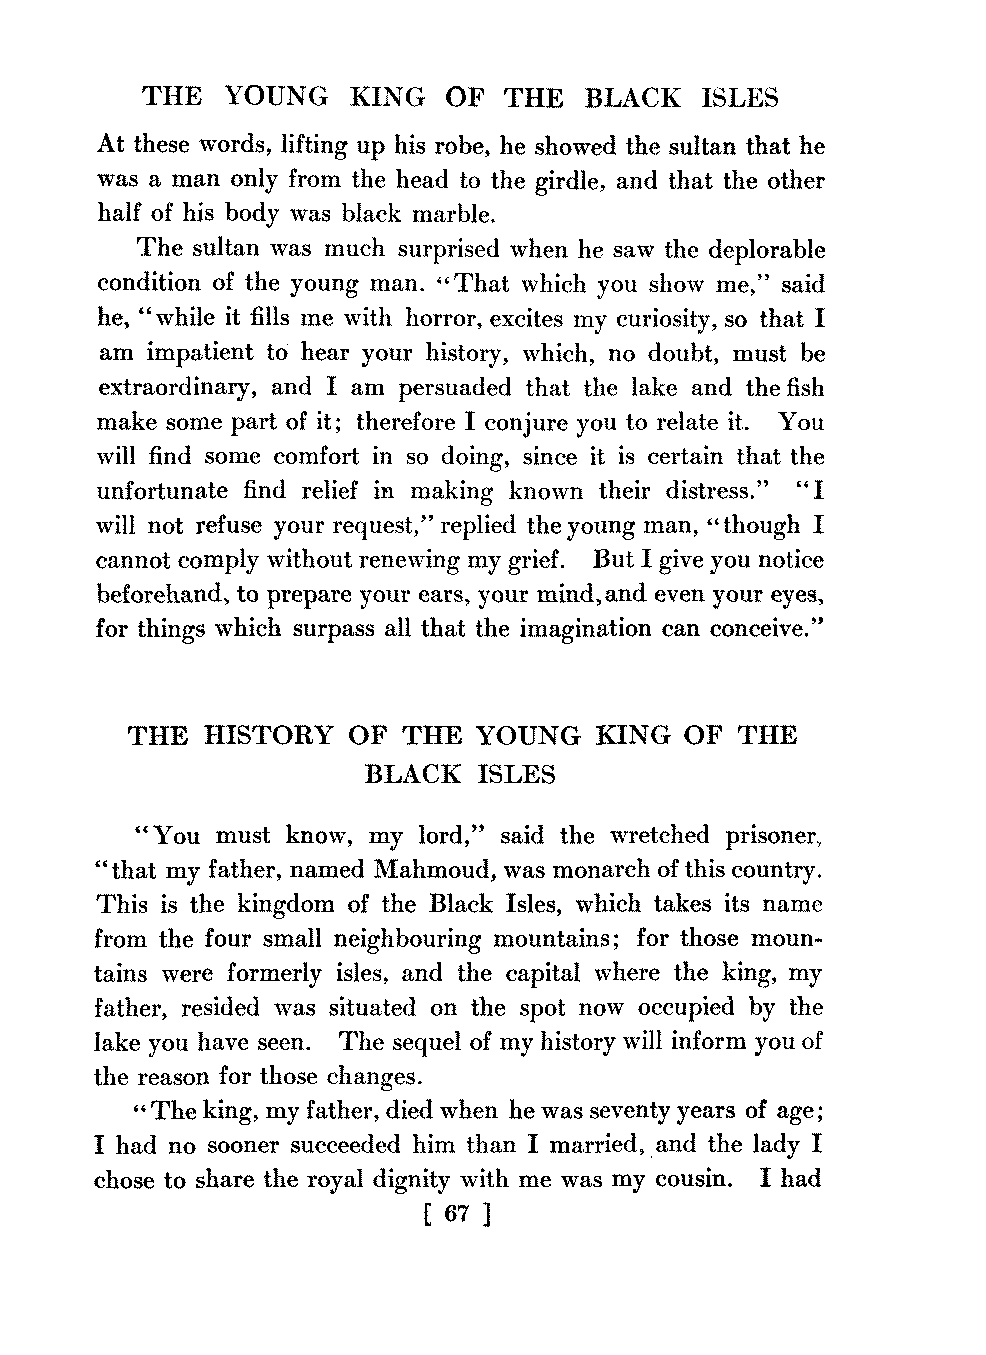 THE YOUNG KING OF THE BLACK ISLES
At these words, lifting up his robe, he showed the sultan that he
was a man only from the head to the girdle, and that the other
half of his body was black marble.
The sultan was much surprised when he saw the deplorable
condition of the young man. “That which you show me,” said
he, “while it fills me with horror, excites my curiosity, so that I
am impatient to hear your history, which, no doubt, must be
extraordinary, and I am persuaded that the lake and the fish
make some part of it; therefore I conjure you to relate it. You
will find some comfort in so doing, since it is certain that the
unfortunate find relief in making known their distress.” “I
will not refuse your request,” replied the young man, “though I
cannot comply without renewing my grief. But I give you notice
beforehand, to prepare your ears, your mind, and even your eyes,
for things which surpass all that the imagination can conceive.”
THE HISTORY OF THE YOUNG KING OF THE
BLACK ISLES
“You must know, my lord,” said the wretched prisoner,
“that my father, named Mahmoud, was monarch of this country.
This is the kingdom of the Black Isles, which takes its name
from the four small neighbouring mountains; for those moun-
tains were formerly isles, and the capital where the king, my
father, resided was situated on the spot now occupied by the
lake you have seen. The sequel of my history will inform you of
the reason for those changes.
“The king, my father, died when he was seventy years of age;
I had no sooner succeeded him than I married, and the lady I
chose to share the royal dignity with me was my cousin. I had
[ 67 ]